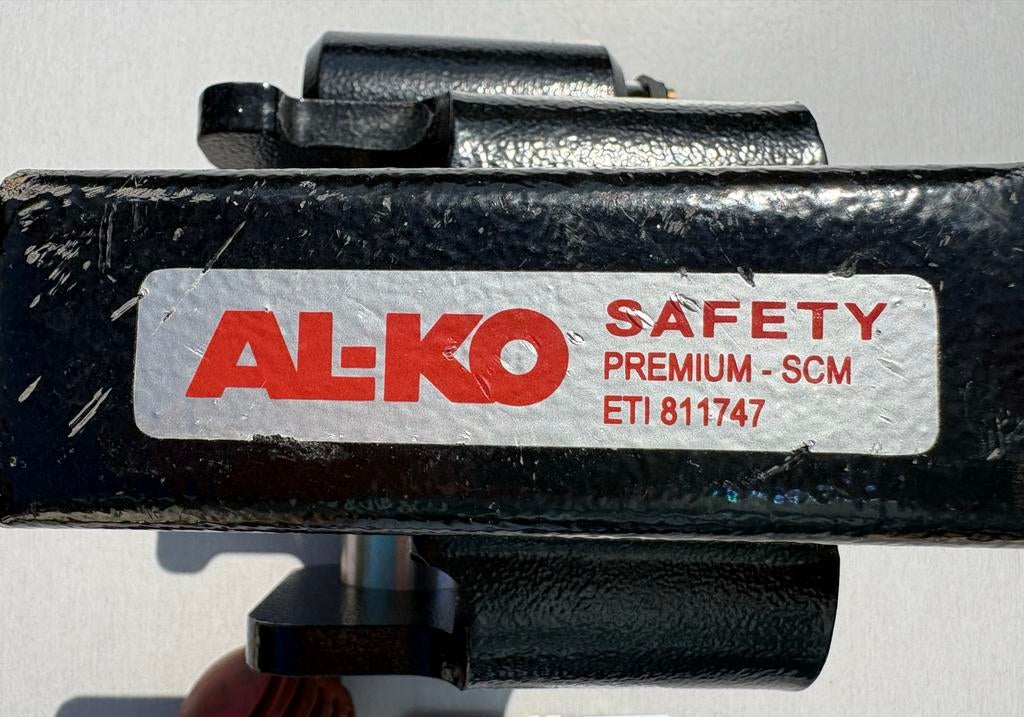 AL-KO
SAFETY
PREMIUM - SCM
ETI 811747